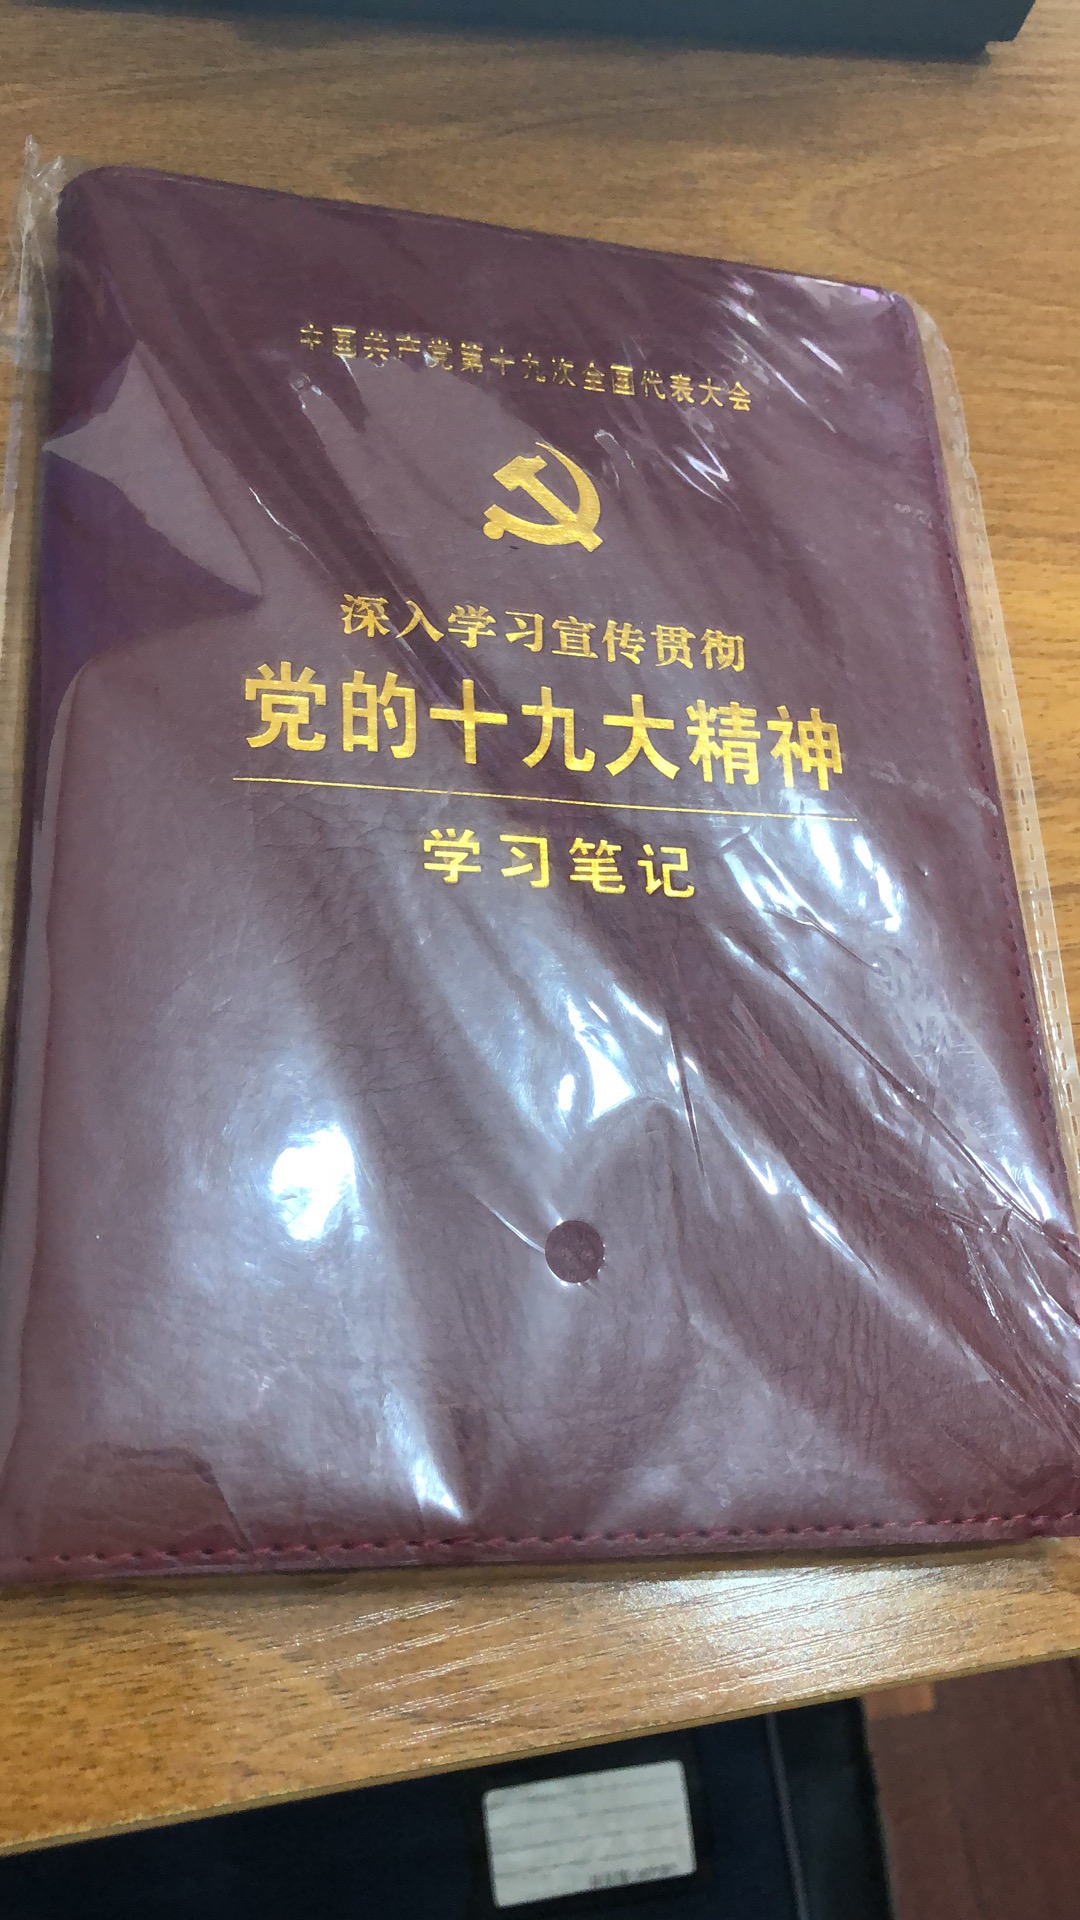 中国共产党第十九次全国代表大会
深入学习宣传贯彻
党的十九大精神
学习笔记